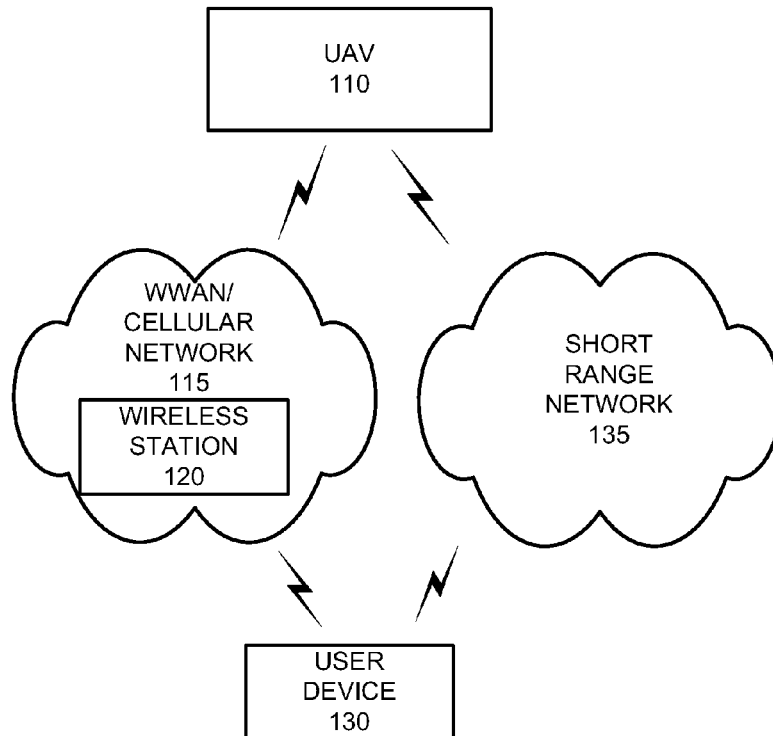 UAV
110
WWAN/
CELLULAR
NETWORK
115
WIRELESS
STATION
120
SHORT
RANGE
NETWORK
135
USER
DEVICE
130